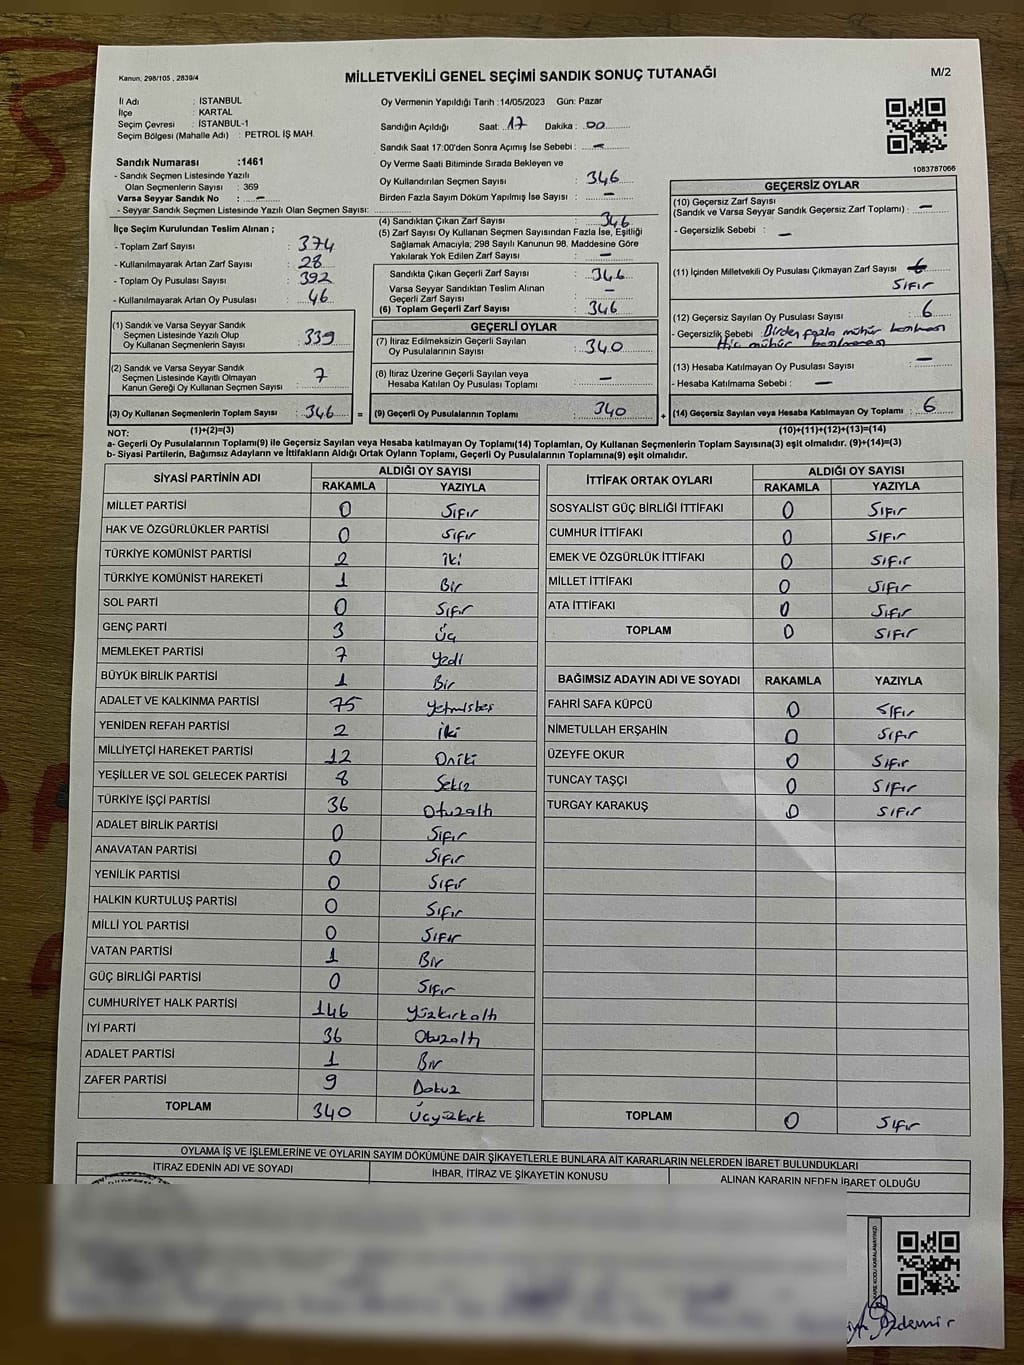 Kanun, 298/105 , 2839/4
MİLLETVEKİLİ GENEL SEÇİMİ SANDIK SONUÇ TUTANAĞI
M/2
İl Adı : İSTANBUL
İlçe : KARTAL
Seçim Çevresi : İSTANBUL-1
Seçim Bölgesi (Mahalle Adı) : PETROL İŞ MAH.
Sandık Numarası :1461
- Sandık Seçmen Listesinde Yazılı
Olan Seçmenlerin Sayısı : 369
Varsa Seyyar Sandık No : -
- Seyyar Sandık Seçmen Listesinde Yazılı Olan Seçmen Sayısı:
İlçe Seçim Kurulundan Teslim Alınan ;
- Toplam Zarf Sayısı : 374
- Kullanılmayarak Artan Zarf Sayısı : 28
- Toplam Oy Pusulası Sayısı : 392
- Kullanılmayarak Artan Oy Pusulası : 46
(1) Sandık ve Varsa Seyyar Sandık
Seçmen Listesinde Yazılı Olup
Oy Kullanan Seçmenlerin Sayısı : 339
(2) Sandık ve Varsa Seyyar Sandık
Seçmen Listesinde Kayıtlı Olmayan
Kanun Gereği Oy Kullanan Seçmen Sayısı : 7
(3) Oy Kullanan Seçmenlerin Toplam Sayısı : 346 =
Oy Vermenin Yapıldığı Tarih :14/05/2023 Gün: Pazar
Sandığın Açıldığı Saat: 17 Dakika : 00
Sandık Saat 17:00'den Sonra Açılmış İse Sebebi : -
Oy Verme Saati Bitiminde Sırada Bekleyen ve
Oy Kullandırılan Seçmen Sayısı : 346
Birden Fazla Sayım Döküm Yapılmış İse Sayısı : -
(4) Sandıktan Çıkan Zarf Sayısı : 346
(5) Zarf Sayısı Oy Kullanan Seçmen Sayısından Fazla İse, Eşitliği
Sağlamak Amacıyla; 298 Sayılı Kanunun 98. Maddesine Göre
Yakılarak Yok Edilen Zarf Sayısı : -
Sandıkta Çıkan Geçerli Zarf Sayısı : 346
Varsa Seyyar Sandıktan Teslim Alınan
Geçerli Zarf Sayısı : -
(6) Toplam Geçerli Zarf Sayısı : 346
GEÇERLİ OYLAR
(7) İtiraz Edilmeksizin Geçerli Sayılan
Oy Pusulalarının Sayısı : 340
(8) İtiraz Üzerine Geçerli Sayılan veya
Hesaba Katılan Oy Pusulası Toplamı : -
(9) Geçerli Oy Pusulalarının Toplamı : 340 +
1083787066
GEÇERSİZ OYLAR
(10) Geçersiz Zarf Sayısı
(Sandık ve Varsa Seyyar Sandık Geçersiz Zarf Toplamı) : -
- Geçersizlik Sebebi : -
(11) İçinden Milletvekili Oy Pusulası Çıkmayan Zarf Sayısı : 6
Sıfır
(12) Geçersiz Sayılan Oy Pusulası Sayısı : 6
- Geçersizlik Sebebi : Birden fazla mühür basılması
Hiç mühür basılmaması
(13) Hesaba Katılmayan Oy Pusulası Sayısı : -
- Hesaba Katılmama Sebebi : -
(14) Geçersiz Sayılan veya Hesaba Katılmayan Oy Toplamı : 6
NOT: (1)+(2)=(3) (10)+(11)+(12)+(13)=(14)
a- Geçerli Oy Pusulalarının Toplamı(9) ile Geçersiz Sayılan veya Hesaba katılmayan Oy Toplamı(14) Toplamları, Oy Kullanan Seçmenlerin Toplam Sayısına(3) eşit olmalıdır. (9)+(14)=(3)
b- Siyasi Partilerin, Bağımsız Adayların ve İttifakların Aldığı Ortak Oyların Toplamı, Geçerli Oy Pusulalarının Toplamına(9) eşit olmalıdır.
SİYASİ PARTİNİN ADI ALDIĞI OY SAYISI
RAKAMLA YAZIYLA
MİLLET PARTİSİ 0 Sıfır
HAK VE ÖZGÜRLÜKLER PARTİSİ 0 Sıfır
TÜRKİYE KOMÜNİST PARTİSİ 2 iki
TÜRKİYE KOMÜNİST HAREKETİ 1 Bir
SOL PARTİ 0 Sıfır
GENÇ PARTİ 3 Üç
MEMLEKET PARTİSİ 7 Yedi
BÜYÜK BİRLİK PARTİSİ 1 Bir
ADALET VE KALKINMA PARTİSİ 75 Yetmişbeş
YENİDEN REFAH PARTİSİ 2 iki
MİLLİYETÇİ HAREKET PARTİSİ 12 Oniki
YEŞİLLER VE SOL GELECEK PARTİSİ 8 Sekiz
TÜRKİYE İŞÇİ PARTİSİ 36 Otuzaltı
ADALET BİRLİK PARTİSİ 0 Sıfır
ANAVATAN PARTİSİ 0 Sıfır
YENİLİK PARTİSİ 0 Sıfır
HALKIN KURTULUŞ PARTİSİ 0 Sıfır
MİLLİ YOL PARTİSİ 0 Sıfır
VATAN PARTİSİ 1 Bir
GÜÇ BİRLİĞİ PARTİSİ 0 Sıfır
CUMHURİYET HALK PARTİSİ 146 Yüzkırkaltı
İYİ PARTİ 36 Otuzaltı
ADALET PARTİSİ 1 Bir
ZAFER PARTİSİ 9 Dokuz
TOPLAM 340 Üçyüzkırk
İTTİFAK ORTAK OYLARI ALDIĞI OY SAYISI
RAKAMLA YAZIYLA
SOSYALİST GÜÇ BİRLİĞİ İTTİFAKI 0 Sıfır
CUMHUR İTTİFAKI 0 Sıfır
EMEK VE ÖZGÜRLÜK İTTİFAKI 0 Sıfır
MİLLET İTTİFAKI 0 Sıfır
ATA İTTİFAKI 0 Sıfır
TOPLAM 0 Sıfır
BAĞIMSIZ ADAYIN ADI VE SOYADI RAKAMLA YAZIYLA
FAHRİ SAFA KÜPCÜ 0 Sıfır
NİMETULLAH ERŞAHİN 0 Sıfır
ÜZEYFE OKUR 0 Sıfır
TUNCAY TAŞÇI 0 Sıfır
TURGAY KARAKUŞ 0 Sıfır
TOPLAM 0 Sıfır
OYLAMA İŞ VE İŞLEMLERİNE VE OYLARIN SAYIM DÖKÜMÜNE DAİR ŞİKAYETLERLE BUNLARA AİT KARARLARIN NELERDEN İBARET BULUNDUKLARI
İTİRAZ EDENİN ADI VE SOYADI İHBAR, İTİRAZ VE ŞİKAYETİN KONUSU ALINAN KARARIN NEDEN İBARET OLDUĞU
Özdemir